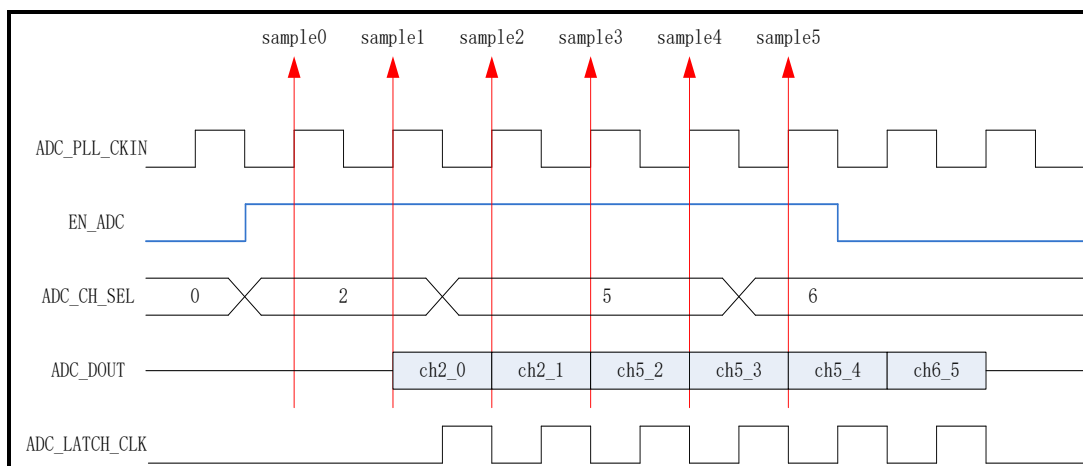 sample0 sample1 sample2 sample3 sample4 sample5
ADC_PLL_CKIN
EN_ADC
ADC_CH_SEL 0 2 5 6
ADC_DOUT ch2_0 ch2_1 ch5_2 ch5_3 ch5_4 ch6_5
ADC_LATCH_CLK